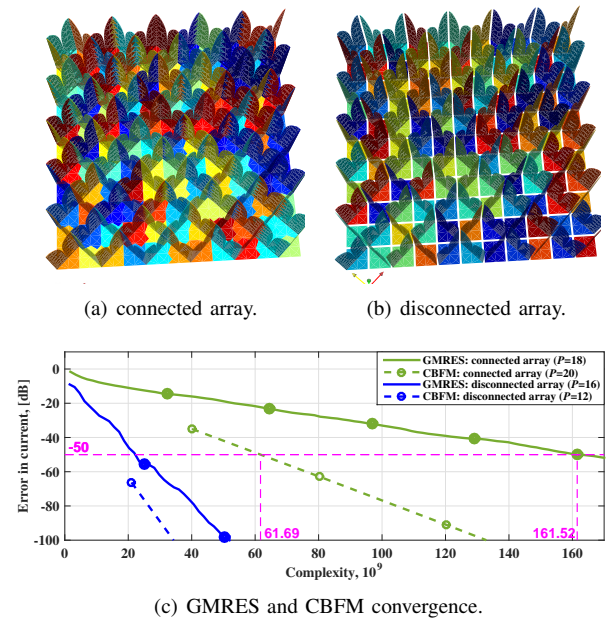 (a) connected array.
(b) disconnected array.
0
-20
-40
-60
-80
-100
Error in current, [dB]
GMRES: connected array (P=18)
CBFM: connected array (P=20)
GMRES: disconnected array (P=16)
CBFM: disconnected array (P=12)
-50
61.69
161.52
0
20
40
60
80
100
120
140
160
Complexity, 10⁹
(c) GMRES and CBFM convergence.